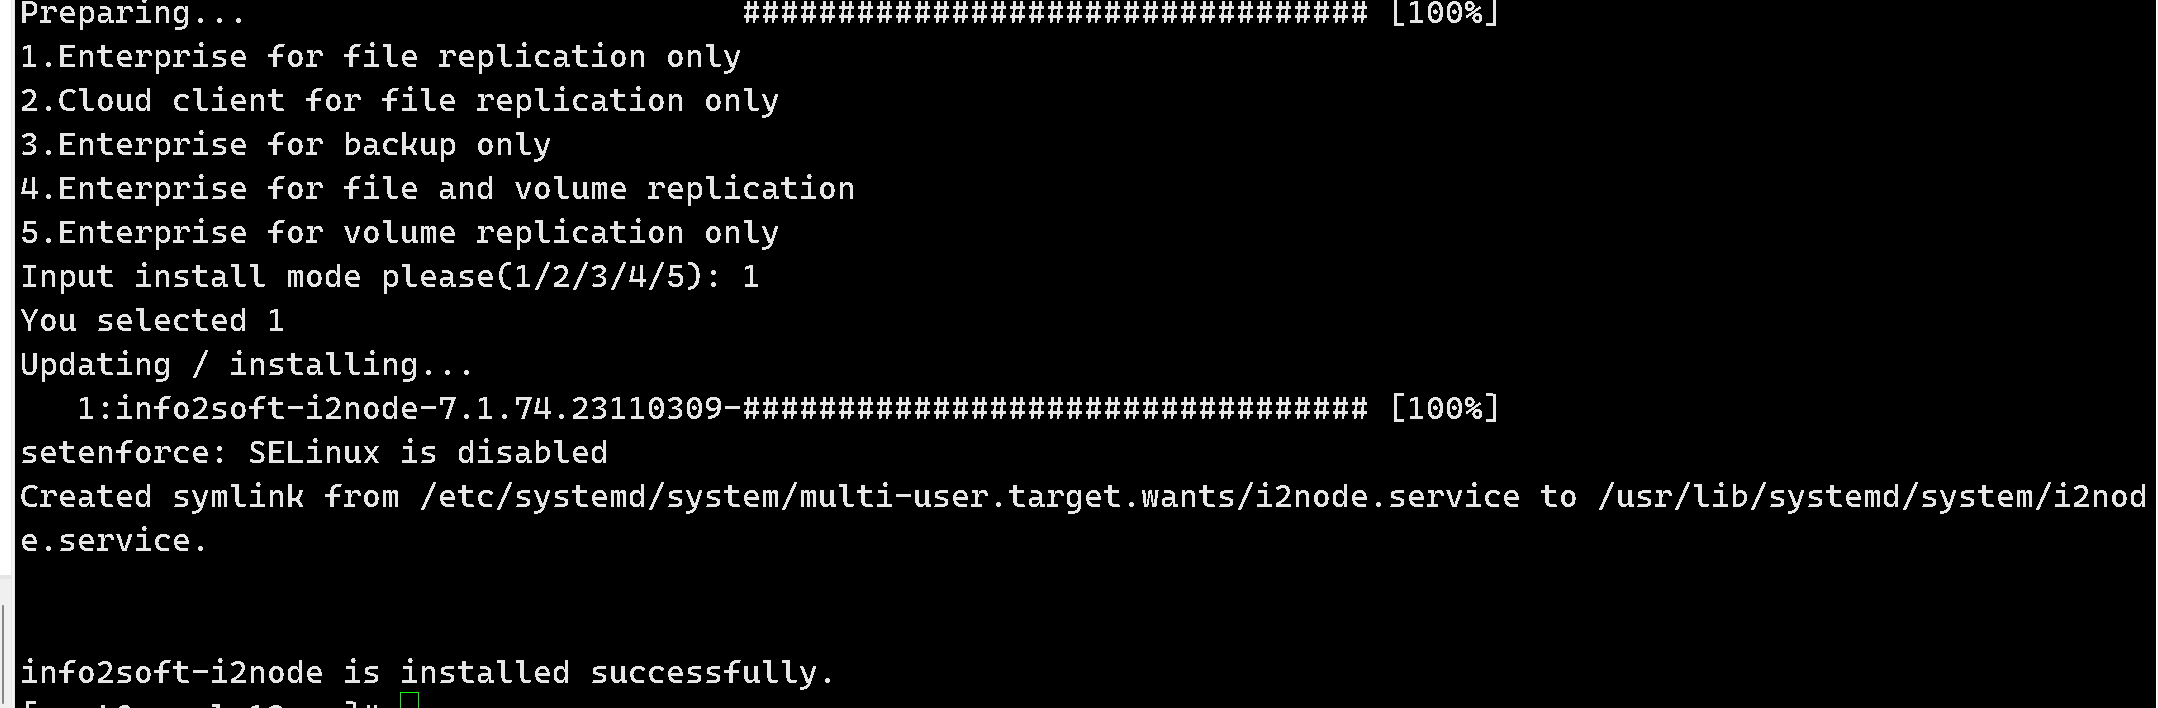 Preparing...                          ################################# [100%]
1.Enterprise for file replication only
2.Cloud client for file replication only
3.Enterprise for backup only
4.Enterprise for file and volume replication
5.Enterprise for volume replication only
Input install mode please(1/2/3/4/5): 1
You selected 1
Updating / installing...
   1:info2soft-i2node-7.1.74.23110309-################################# [100%]
setenforce: SELinux is disabled
Created symlink from /etc/systemd/system/multi-user.target.wants/i2node.service to /usr/lib/systemd/system/i2nod
e.service.
info2soft-i2node is installed successfully.